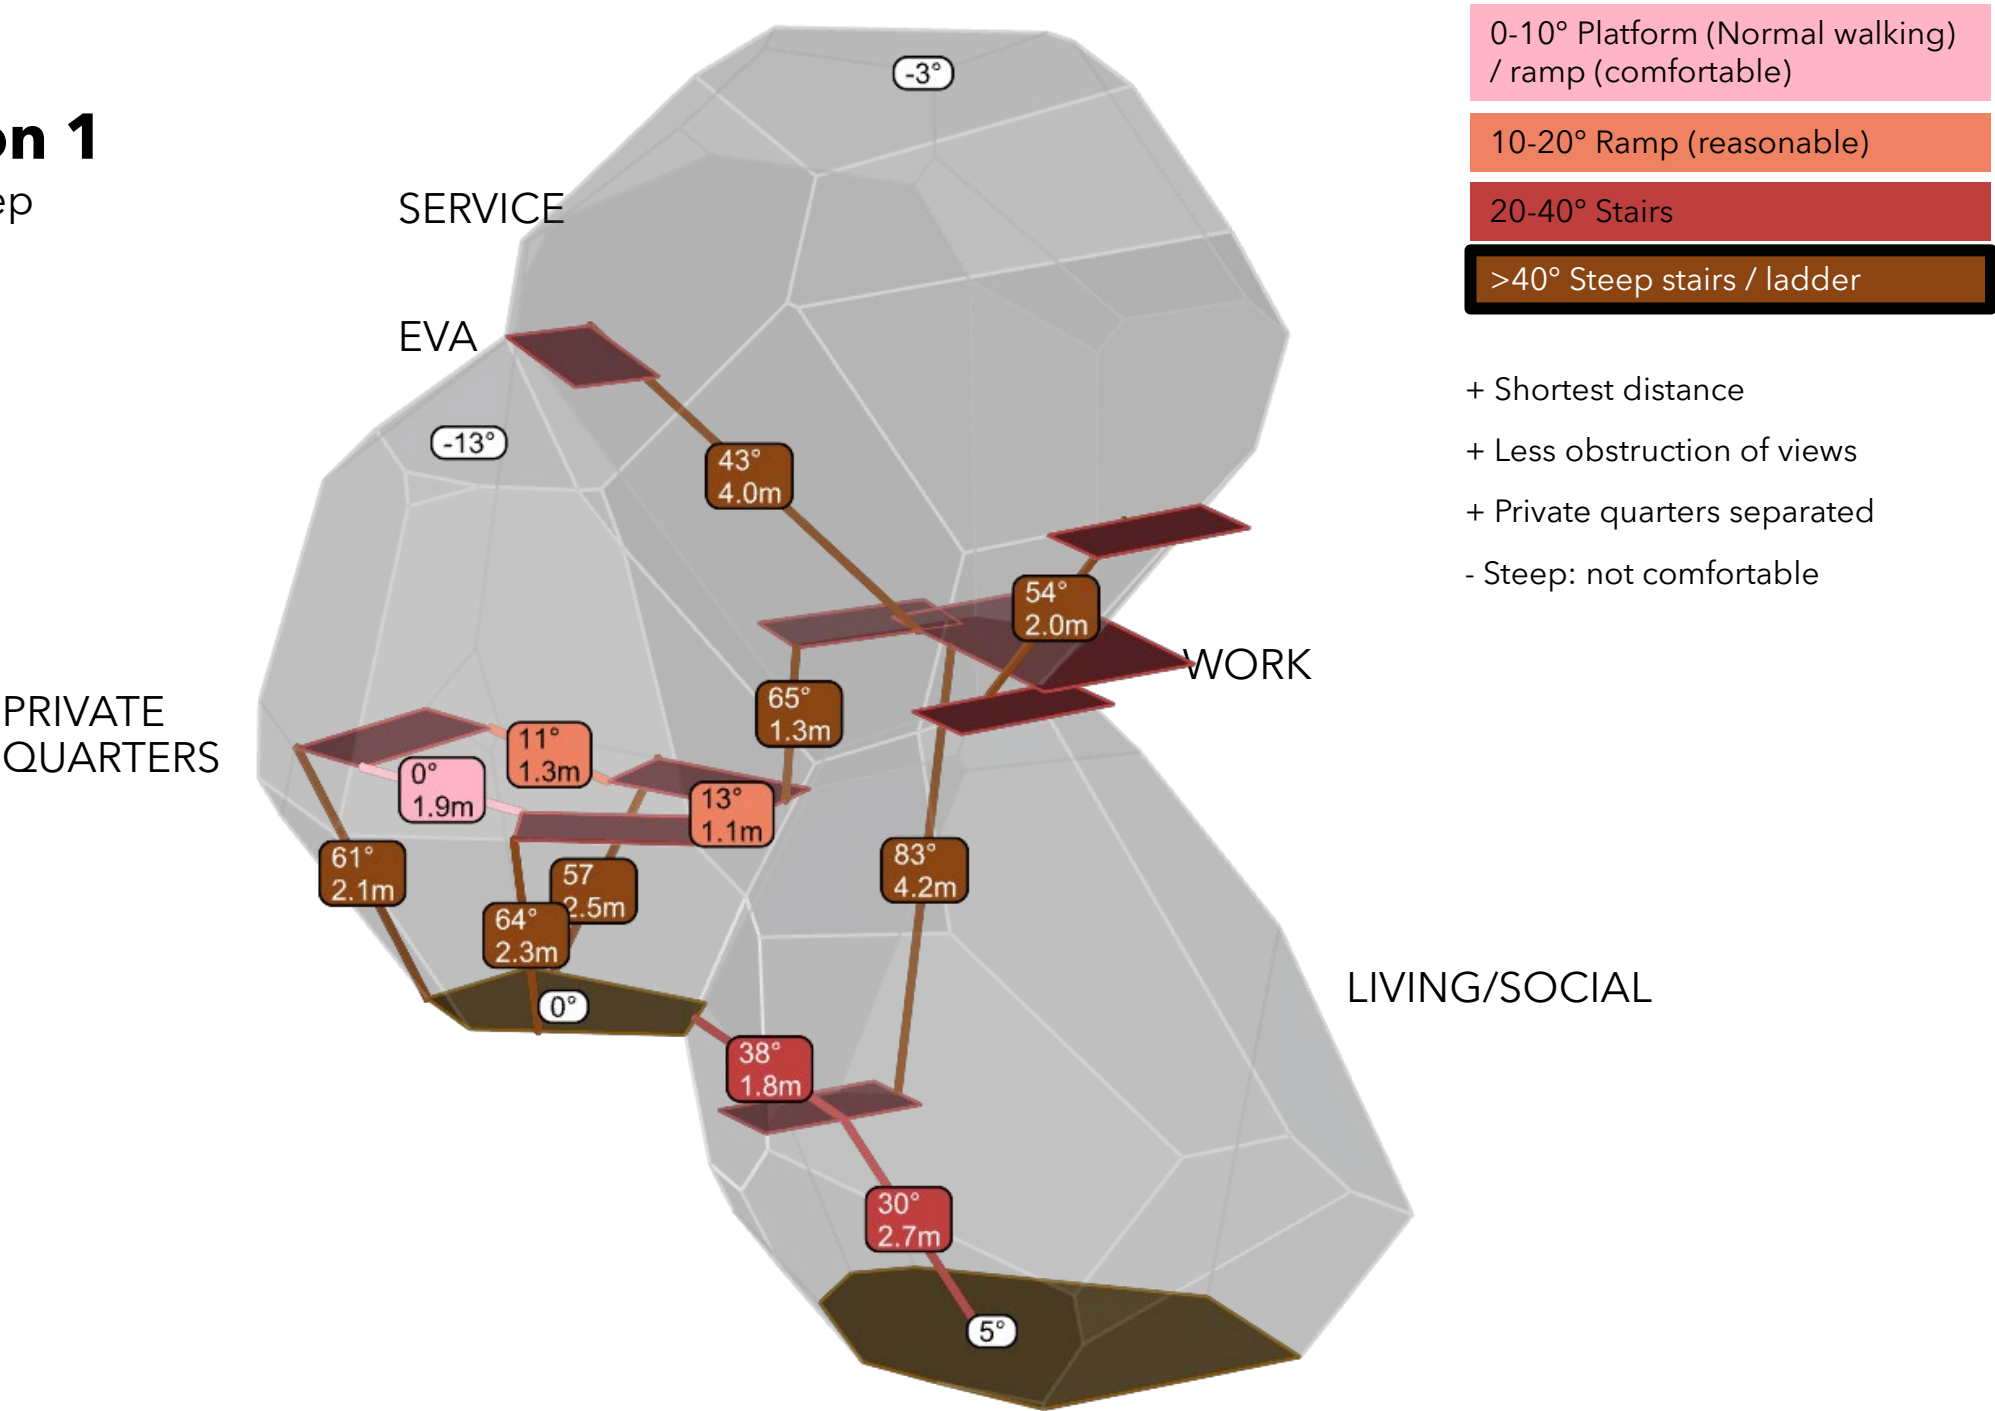 on 1
ep
SERVICE
EVA
PRIVATE
QUARTERS
WORK
LIVING/SOCIAL
-3°
-13°
43°
4.0m
54°
2.0m
65°
1.3m
11°
1.3m
0°
1.9m
13°
1.1m
61°
2.1m
57
2.5m
64°
2.3m
83°
4.2m
0°
38°
1.8m
30°
2.7m
5°
0-10° Platform (Normal walking)
/ ramp (comfortable)
10-20° Ramp (reasonable)
20-40° Stairs
>40° Steep stairs / ladder
+ Shortest distance
+ Less obstruction of views
+ Private quarters separated
- Steep: not comfortable